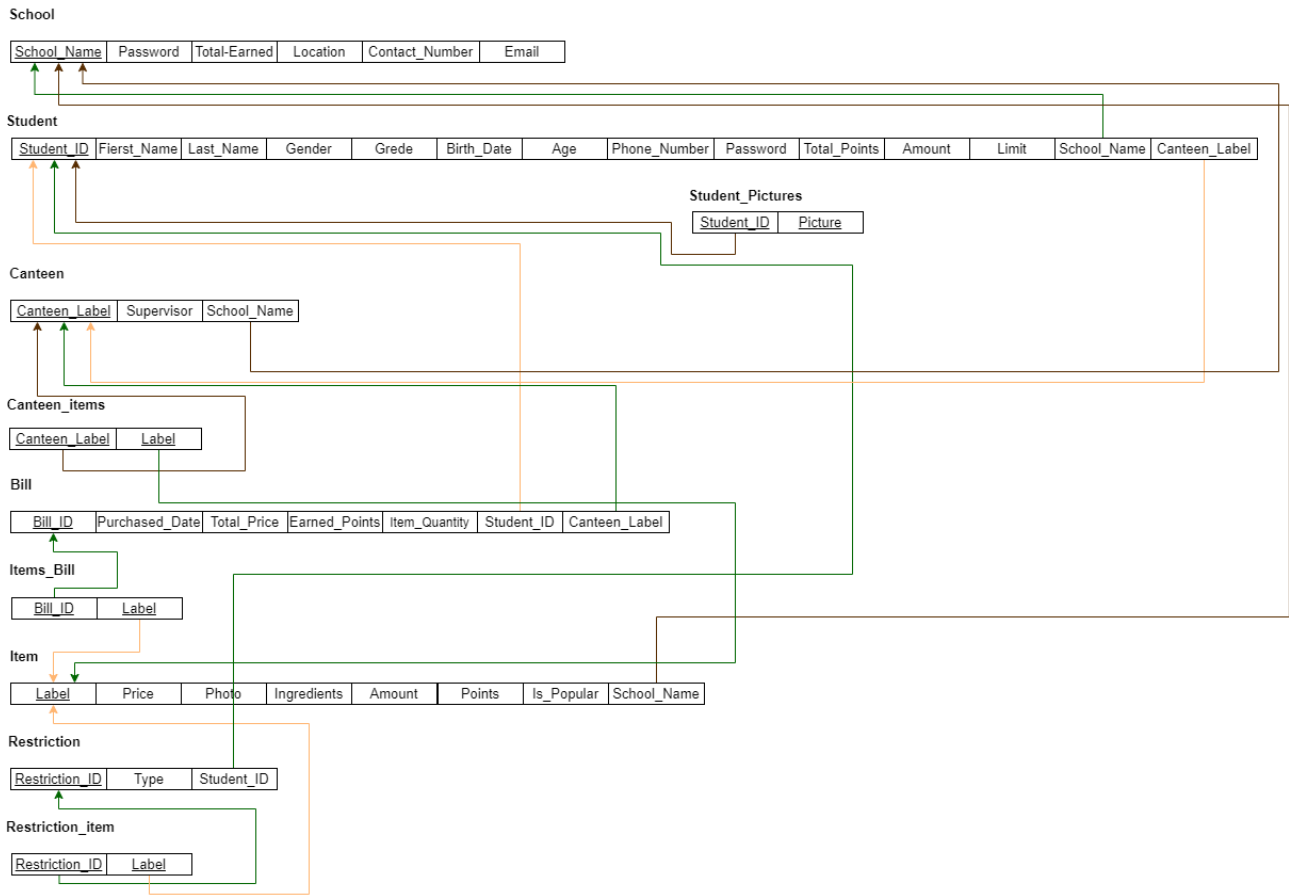 School
School_Name Password Total-Earned Location Contact_Number Email
Student
Student_ID Fierst_Name Last_Name Gender Grede Birth_Date Age Phone_Number Password Total_Points Amount Limit School_Name Canteen_Label
Student_Pictures
Student_ID Picture
Canteen
Canteen_Label Supervisor School_Name
Canteen_items
Canteen_Label Label
Bill
Bill_ID Purchased_Date Total_Price Earned_Points Item_Quantity Student_ID Canteen_Label
Items_Bill
Bill_ID Label
Item
Label Price Photo Ingredients Amount Points Is_Popular School_Name
Restriction
Restriction_ID Type Student_ID
Restriction_item
Restriction_ID Label